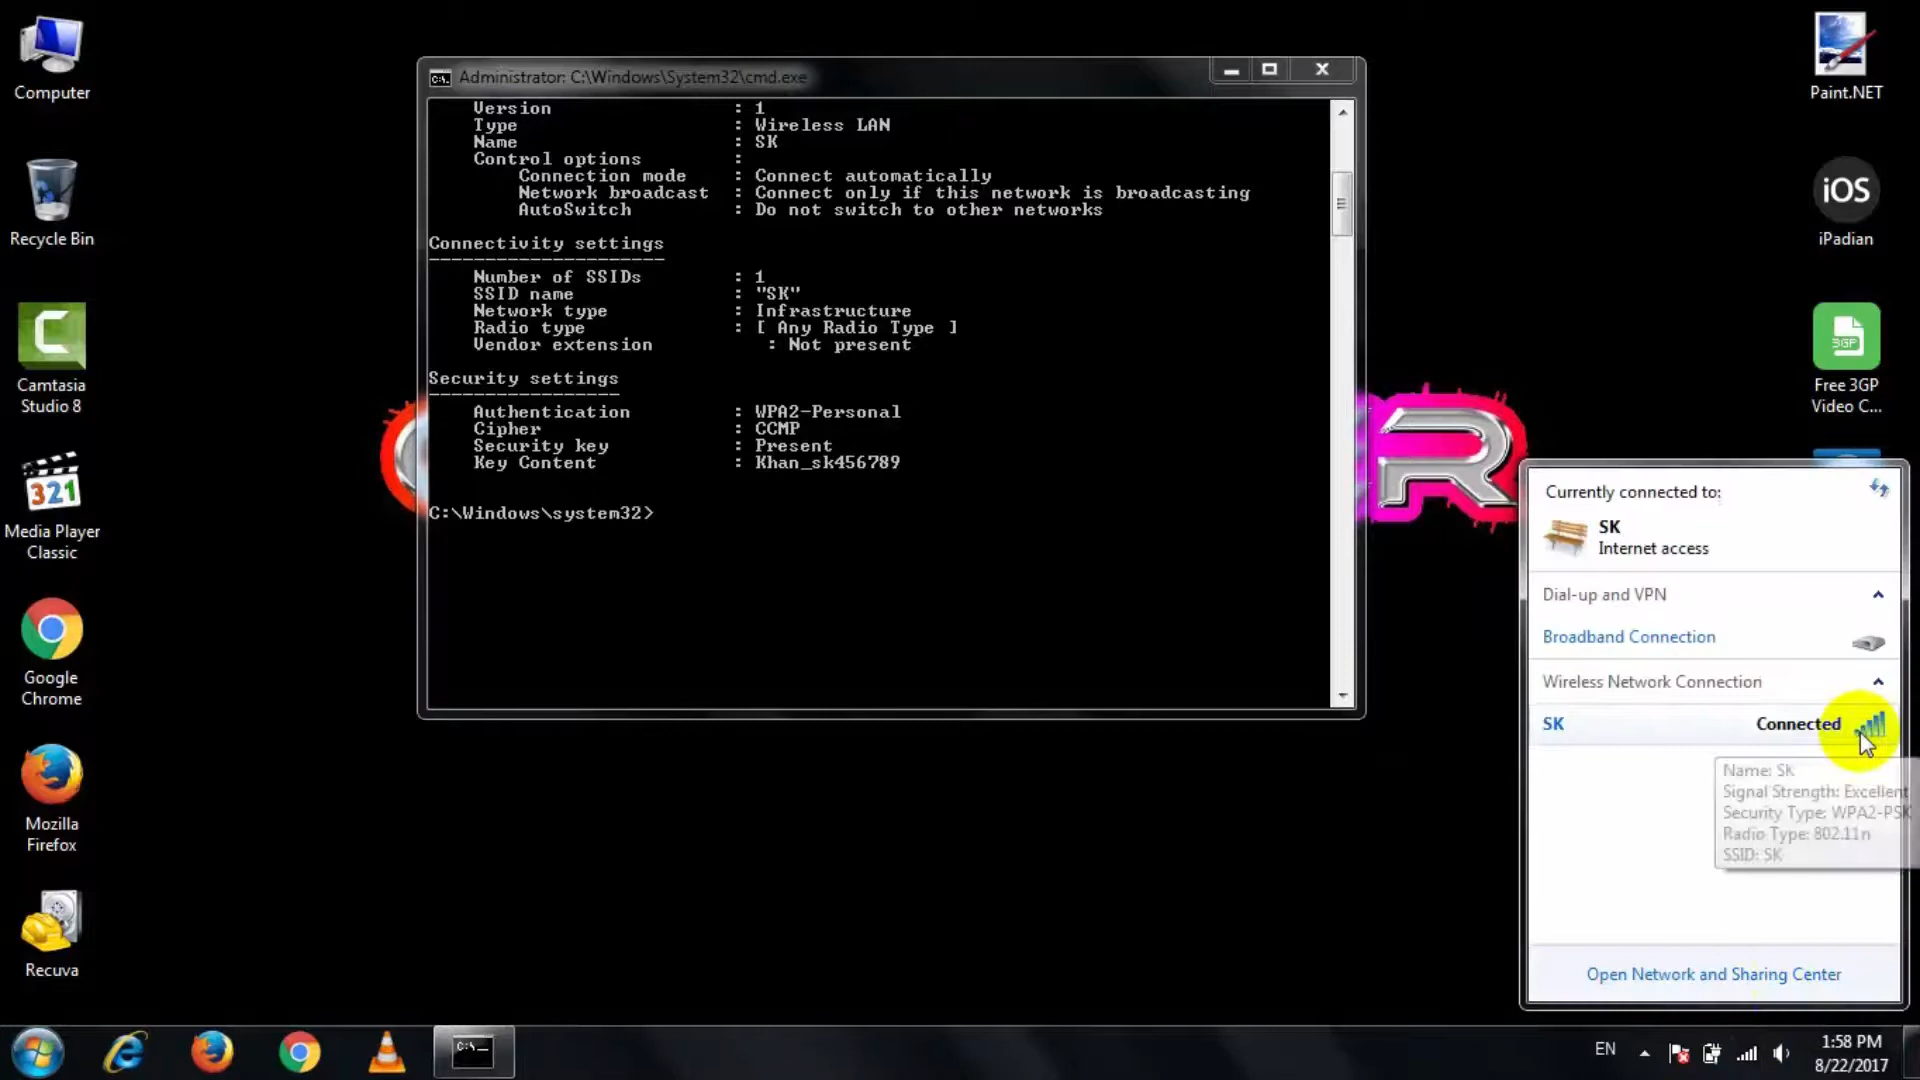 Computer
Recycle Bin
Camtasia
Studio 8
321
Media Player
Classic
Google
Chrome
Mozilla
Firefox
Recuva
Administrator: C:\Windows\System32\cmd.exe
Version : 1
Type : Wireless LAN
Name : SK
Control options :
Connection mode : Connect automatically
Network broadcast : Connect only if this network is broadcasting
AutoSwitch : Do not switch to other networks
Connectivity settings
---------------------
Number of SSIDs : 1
SSID name : "SK"
Network type : Infrastructure
Radio type : [ Any Radio Type ]
Vendor extension : Not present
Security settings
-----------------
Authentication : WPA2-Personal
Cipher : CCMP
Security key : Present
Key Content : Khan_sk456789
C:\Windows\system32>
R
Paint.NET
iOS
iPadian
3GP
Free 3GP
Video C...
Currently connected to:
SK
Internet access
Dial-up and VPN
Broadband Connection
Wireless Network Connection
SK Connected
Name: SK
Signal Strength: Excellent
Security Type: WPA2-PSK
Radio Type: 802.11n
SSID: SK
Open Network and Sharing Center
EN
1:58 PM
8/22/2017